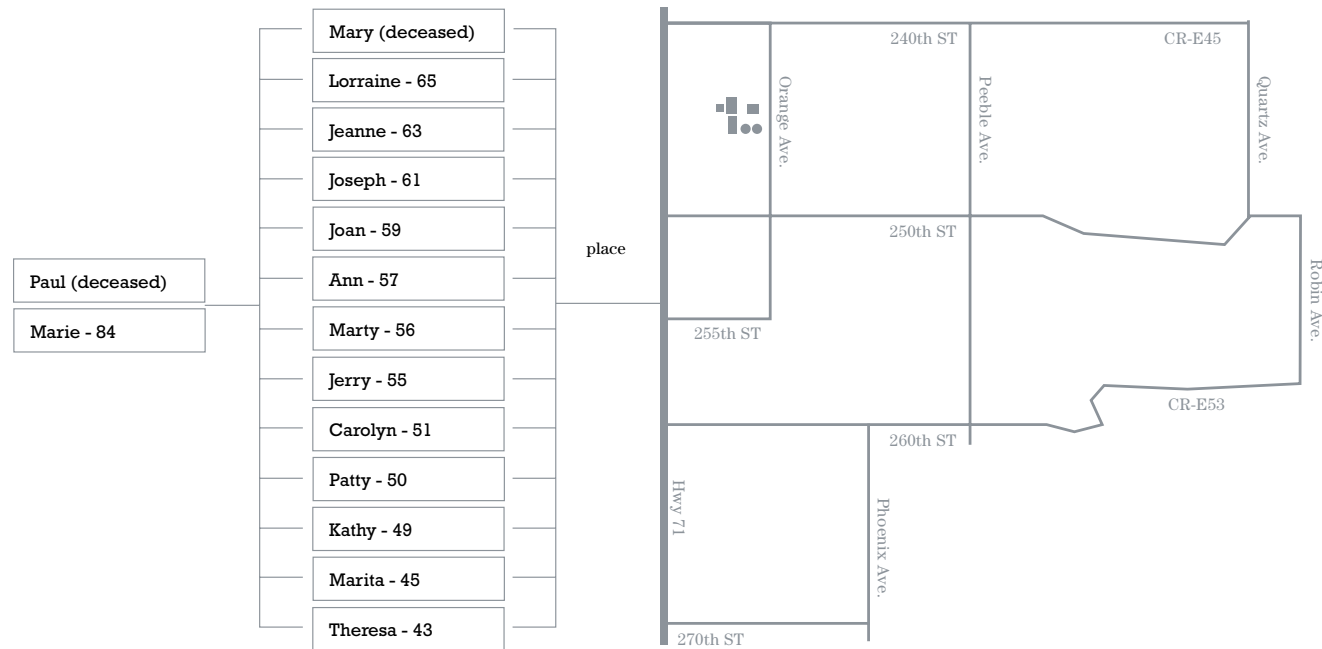 Paul (deceased)
Marie - 84
Mary (deceased)
Lorraine - 65
Jeanne - 63
Joseph - 61
Joan - 59
Ann - 57
Marty - 56
Jerry - 55
Carolyn - 51
Patty - 50
Kathy - 49
Marita - 45
Theresa - 43
place
240th ST
CR-E45
Orange Ave.
Peeble Ave.
Quartz Ave.
250th ST
Robin Ave.
255th ST
CR-E53
260th ST
Hwy 71
Phoenix Ave.
270th ST